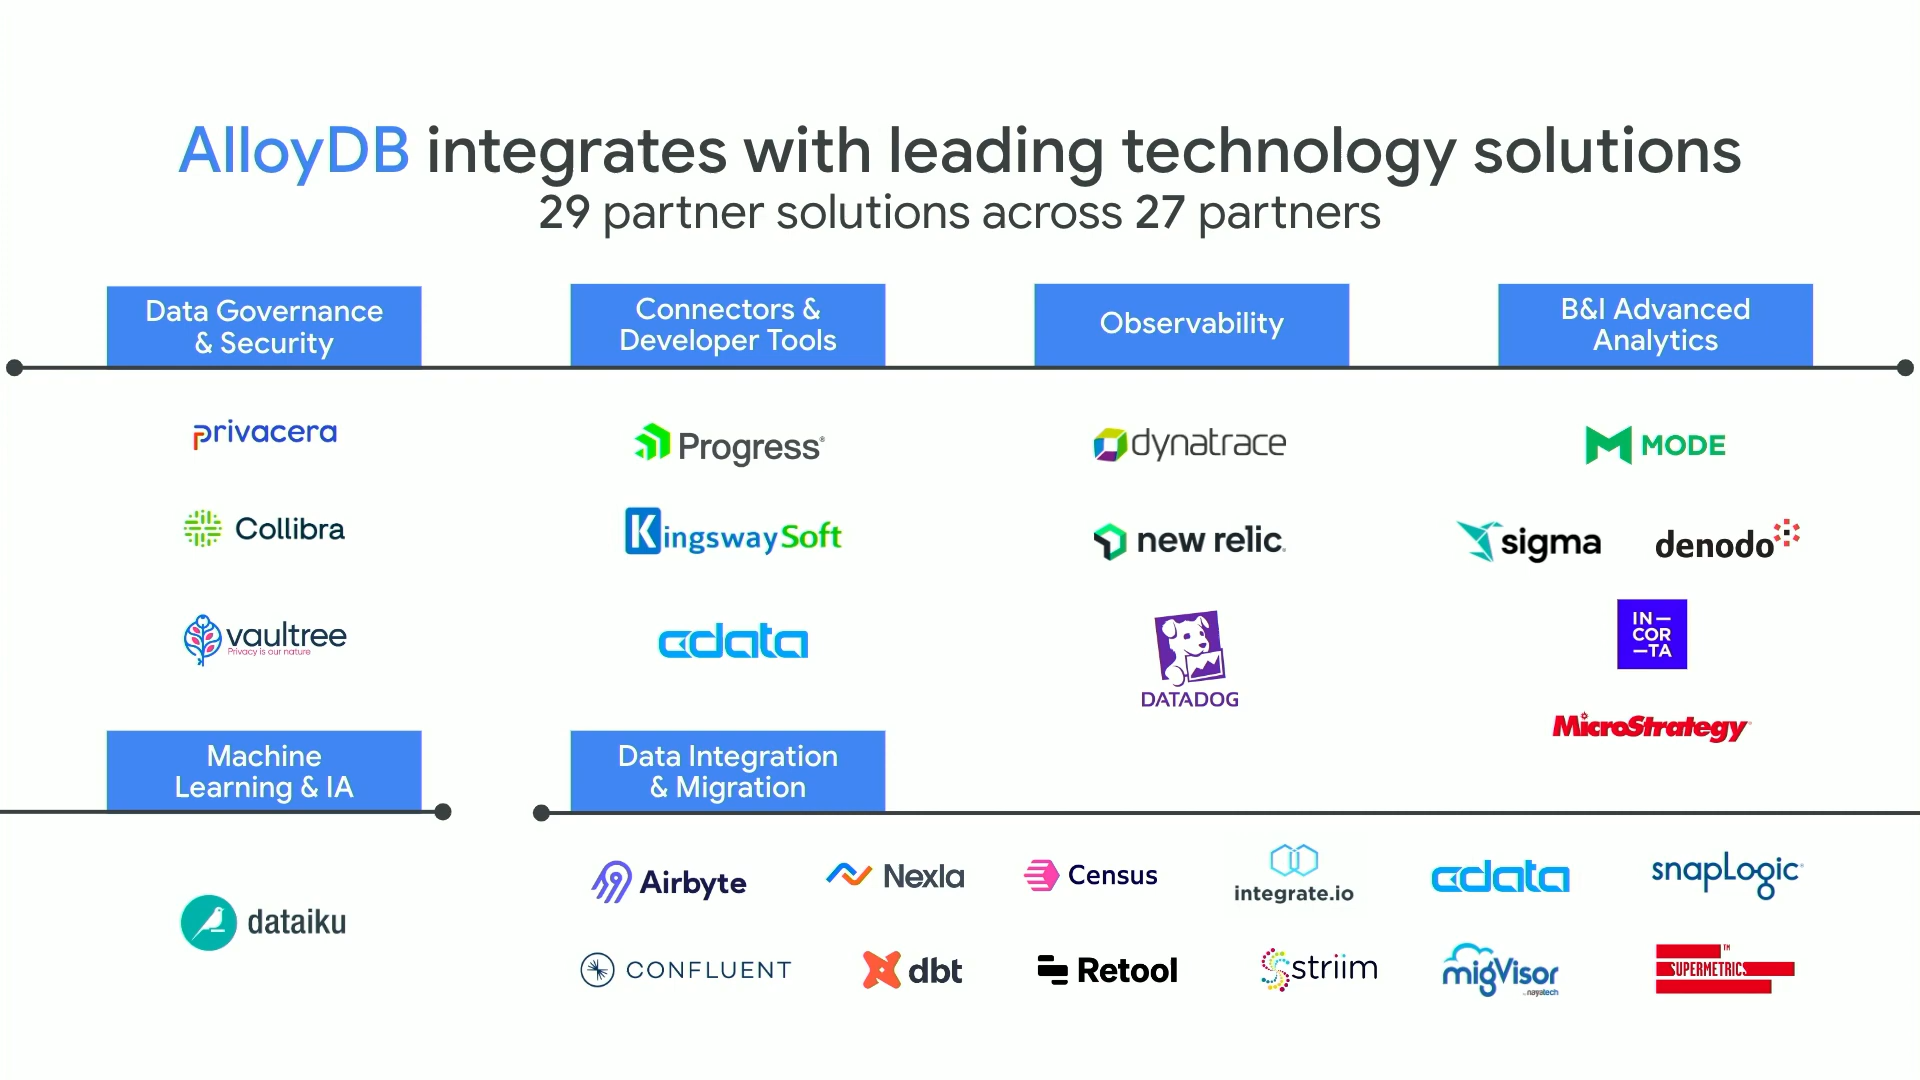 AlloyDB integrates with leading technology solutions
29 partner solutions across 27 partners
Data Governance
& Security
Connectors &
Developer Tools
Observability
B&I Advanced
Analytics
privacera
Progress®
dynatrace
MODE
Collibra
KingswaySoft
new relic.
sigma
denodo
vaultree
Privacy is our nature
cdata
DATADOG
IN—
COR
—TA
MicroStrategy
Machine
Learning & IA
Data Integration
& Migration
dataiku
Airbyte
Nexla
Census
integrate.io
cdata
snapLogic
CONFLUENT
dbt
Retool
striim
migVisor
by nayatech
SUPERMETRICS™